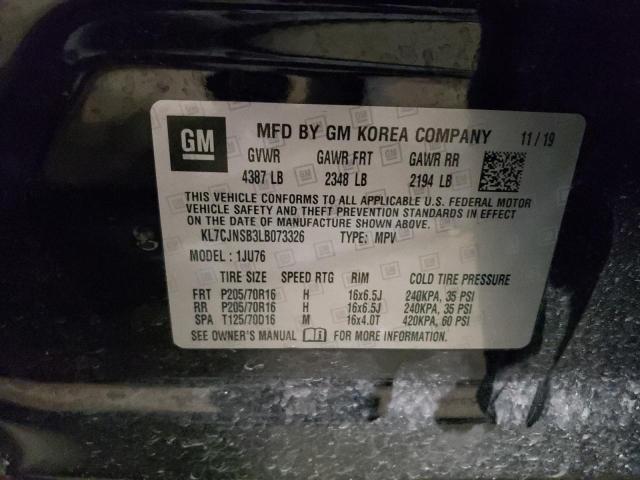 GM MFD BY GM KOREA COMPANY 11/19
GVWR GAWR FRT GAWR RR
4387 LB 2348 LB 2194 LB
THIS VEHICLE CONFORMS TO ALL APPLICABLE U.S. FEDERAL MOTOR
VEHICLE SAFETY AND THEFT PREVENTION STANDARDS IN EFFECT
ON THE DATE OF MANUFACTURE SHOWN ABOVE.
KL7CJNSB3LB073326 TYPE: MPV
MODEL: 1JU76
TIRE SIZE SPEED RTG RIM COLD TIRE PRESSURE
FRT P205/70R16 H 16x6.5J 240KPA, 35 PSI
RR P205/70R16 H 16x6.5J 240KPA, 35 PSI
SPA T125/70D16 M 16x4.0T 420KPA, 60 PSI
SEE OWNER'S MANUAL FOR MORE INFORMATION